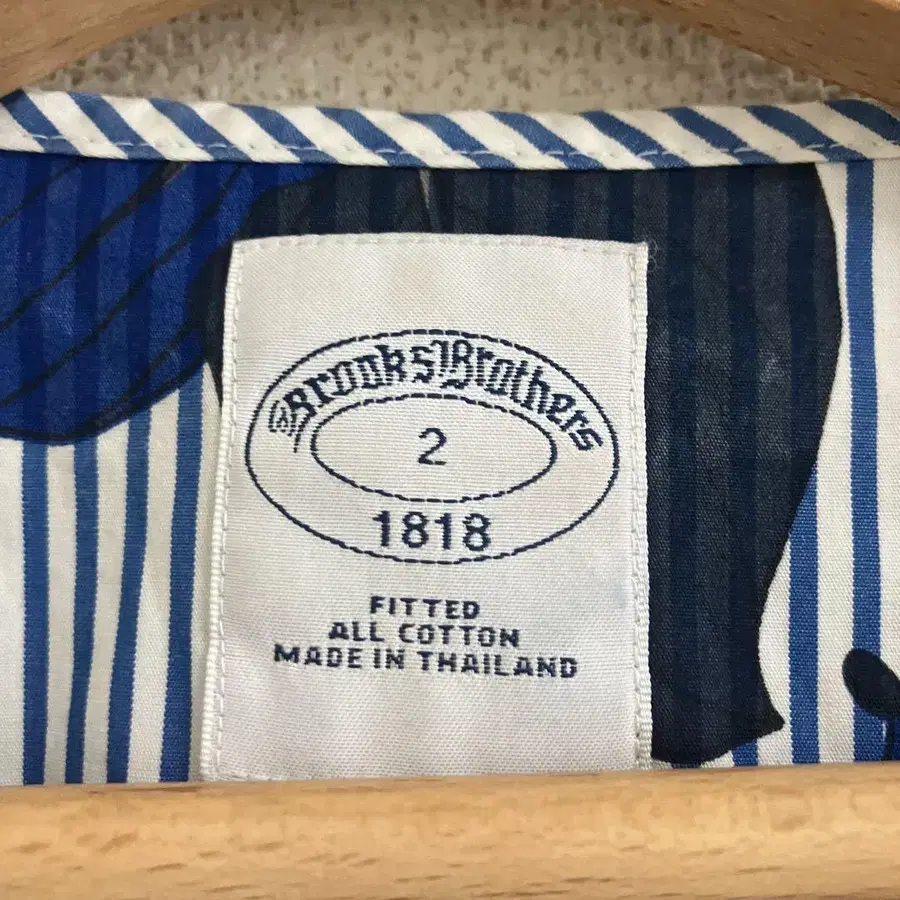 Brooks Brothers
2
1818
FITTED
ALL COTTON
MADE IN THAILAND